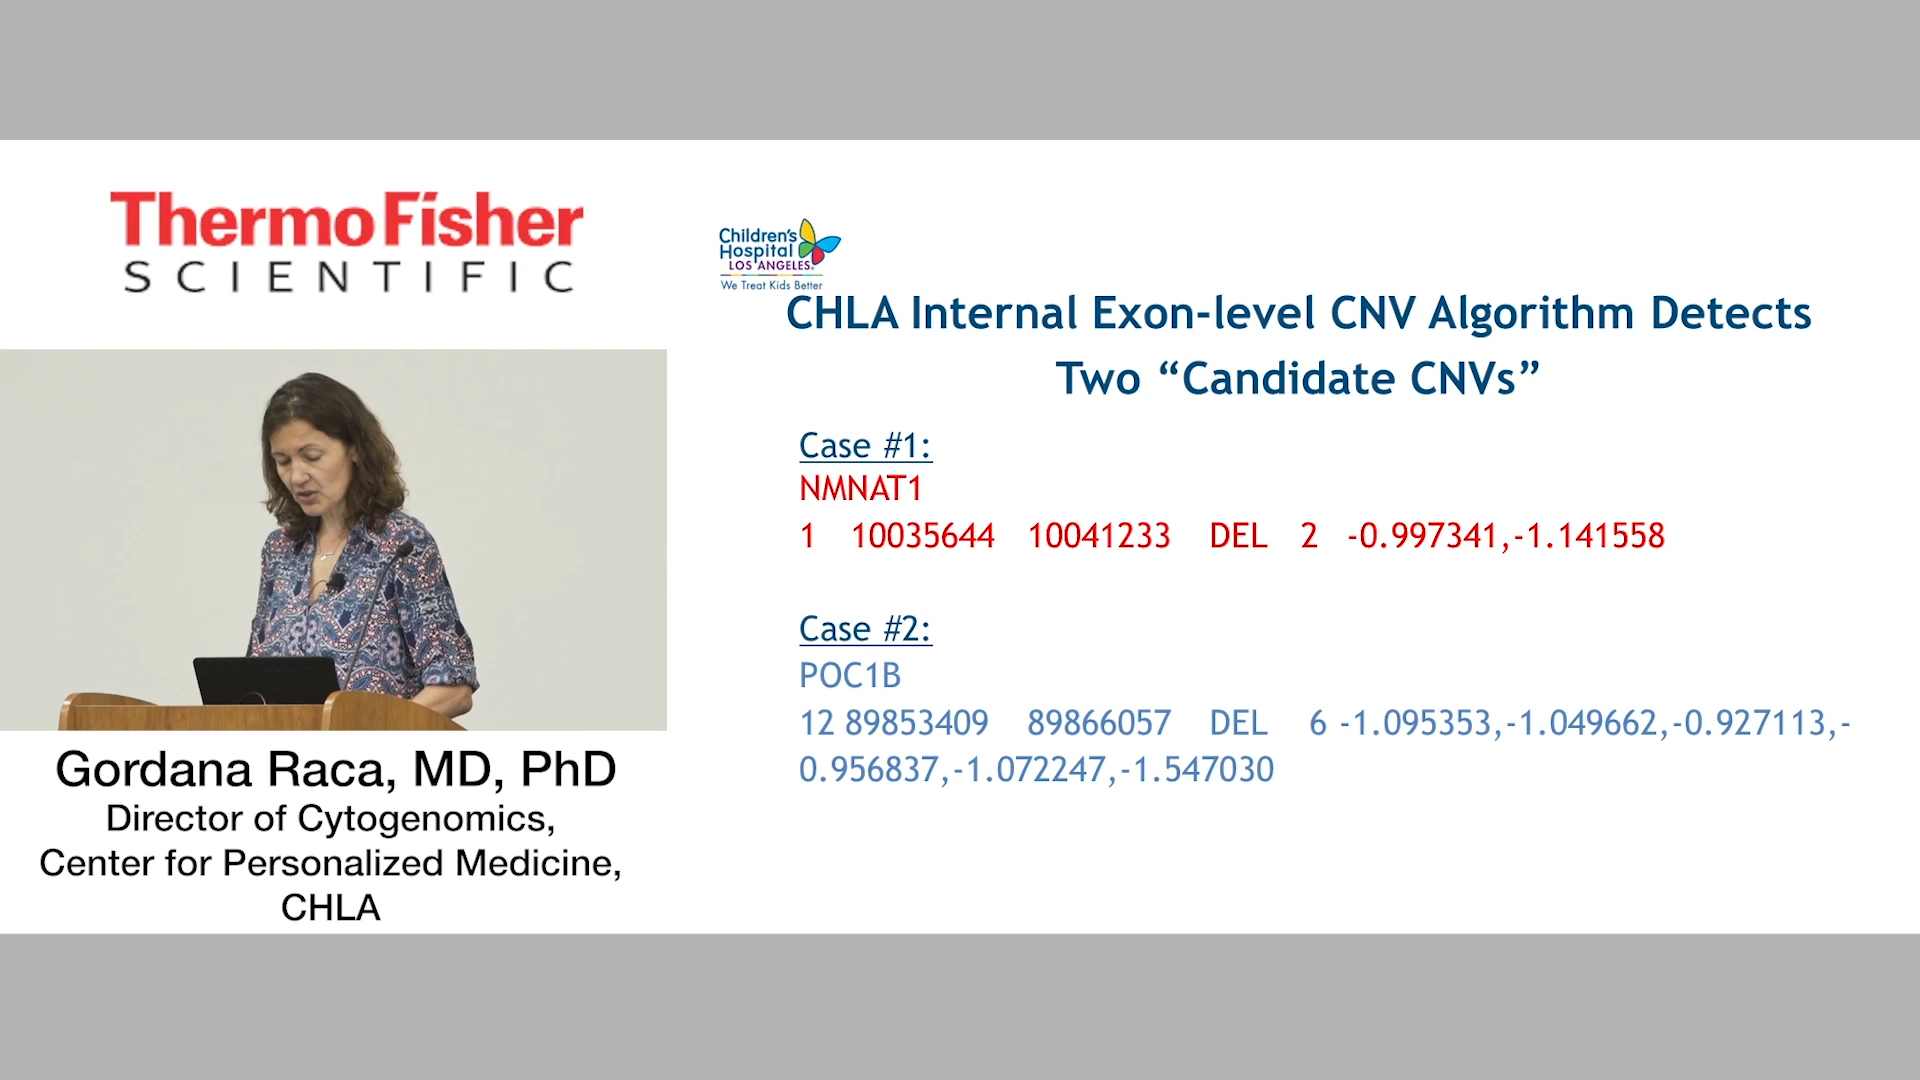 ThermoFisher
SCIENTIFIC
Children's
Hospital
LOS ANGELES
We Treat Kids Better
CHLA Internal Exon-level CNV Algorithm Detects
Two “Candidate CNVs”
Case #1:
NMNAT1
1 10035644 10041233 DEL 2 -0.997341,-1.141558
Case #2:
POC1B
12 89853409 89866057 DEL 6 -1.095353,-1.049662,-0.927113,-
0.956837,-1.072247,-1.547030
Gordana Raca, MD, PhD
Director of Cytogenomics,
Center for Personalized Medicine,
CHLA